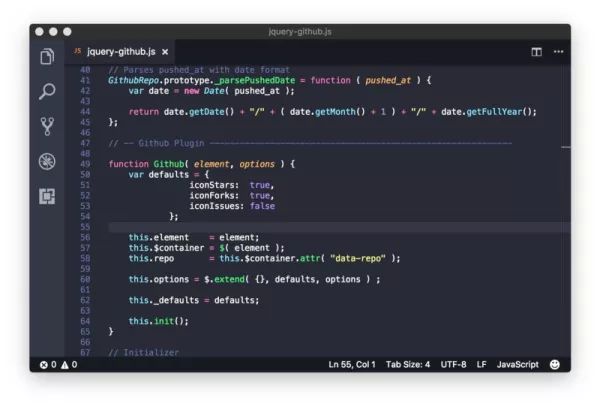 jquery-github.js
JS jquery-github.js ×
40 // Parses pushed_at with date format
41 GithubRepo.prototype._parsePushedDate = function ( pushed_at ) {
42 var date = new Date( pushed_at );
43
44 return date.getDate() + "/" + ( date.getMonth() + 1 ) + "/" + date.getFullYear();
45 };
46
47 // -- Github Plugin ----------------------------------------------------------
48
49 function Github( element, options ) {
50 var defaults = {
51 iconStars: true,
52 iconForks: true,
53 iconIssues: false
54 };
55
56 this.element = element;
57 this.$container = $( element );
58 this.repo = this.$container.attr( "data-repo" );
59
60 this.options = $.extend( {}, defaults, options ) ;
61
62 this._defaults = defaults;
63
64 this.init();
65 }
66
67 // Initializer
0 0 Ln 55, Col 1 Tab Size: 4 UTF-8 LF JavaScript